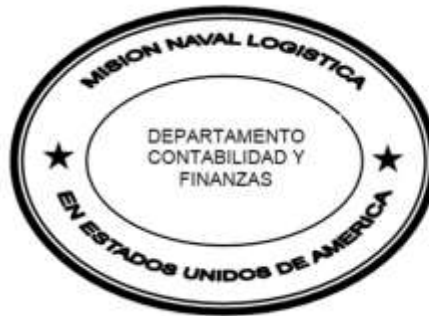 MISION NAVAL LOGISTICA
DEPARTAMENTO
CONTABILIDAD Y
FINANZAS
EN ESTADOS UNIDOS DE AMERICA